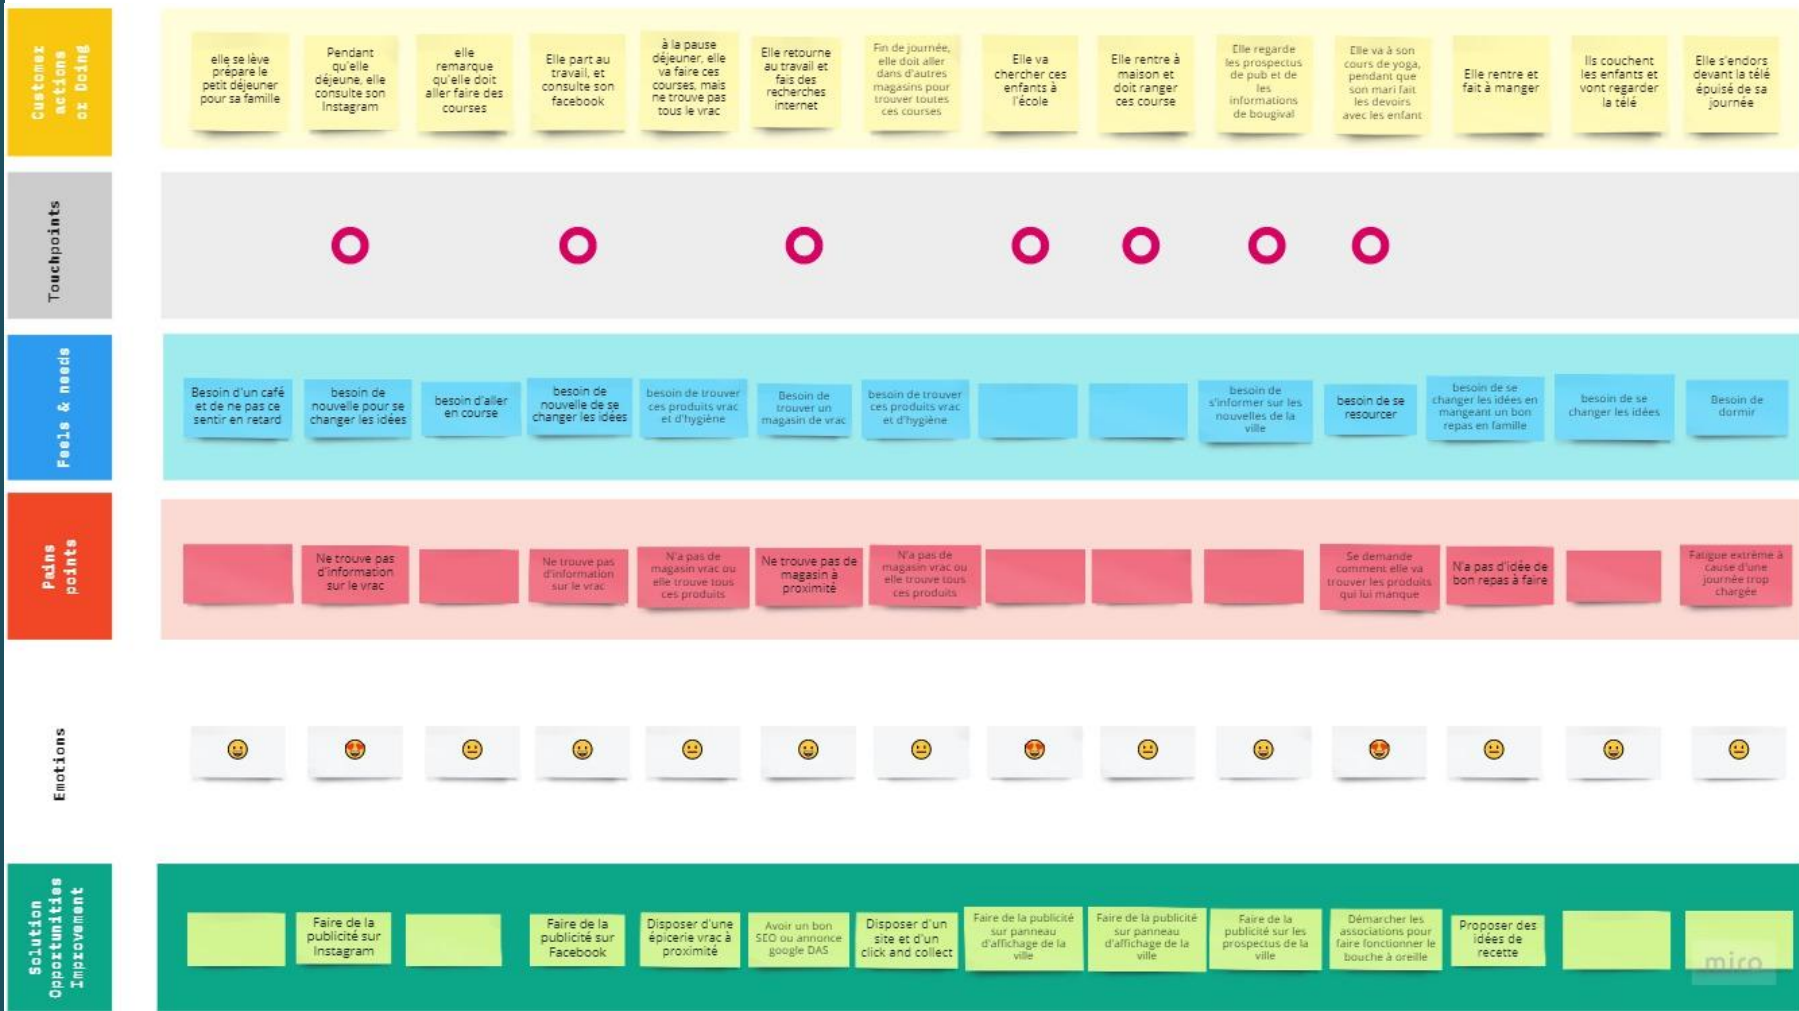 Customer
actions
or Doing
elle se lève
prépare le
petit déjeuner
pour sa famille
Pendant
qu'elle
déjeune, elle
consulte son
Instagram
elle
remarque
qu'elle doit
aller faire des
courses
Elle part au
travail, et
consulte son
facebook
à la pause
déjeuner, elle
va faire ces
courses, mais
ne trouve pas
tous le vrac
Elle retourne
au travail et
fais des
recherches
internet
Fin de journée,
elle doit aller
dans d'autres
magasins pour
trouver toutes
ces courses
Elle va
chercher ces
enfants à
l'école
Elle rentre à
maison et
doit ranger
ces course
Elle regarde
les prospectus
de pub et de
les
informations
de bougival
Elle va à son
cours de yoga,
pendant que
son mari fait
les devoirs
avec les enfant
Elle rentre et
fait à manger
Ils couchent
les enfants et
vont regarder
la télé
Elle s'endors
devant la télé
épuisé de sa
journée
Touchpoints
Feels & needs
Besoin d'un café
et de ne pas ce
sentir en retard
besoin de
nouvelle pour se
changer les idées
besoin d'aller
en course
besoin de
nouvelle de se
changer les idées
besoin de trouver
ces produits vrac
et d'hygiène
Besoin de
trouver un
magasin de vrac
besoin de trouver
ces produits vrac
et d'hygiène
besoin de
s'informer sur les
nouvelles de la
ville
besoin de se
resourcer
besoin de se
changer les idées en
mangeant un bon
repas en famille
besoin de se
changer les idées
Besoin de
dormir
Pains
points
Ne trouve pas
d'information
sur le vrac
Ne trouve pas
d'information
sur le vrac
N'a pas de
magasin vrac ou
elle trouve tous
ces produits
Ne trouve pas de
magasin à
proximité
N'a pas de
magasin vrac ou
elle trouve tous
ces produits
Se demande
comment elle va
trouver les produits
qui lui manque
N'a pas d'idée de
bon repas à faire
Fatigue extrême à
cause d'une
journée trop
chargée
Emotions
Solution
Opportunities
Improvement
Faire de la
publicité sur
Instagram
Faire de la
publicité sur
Facebook
Disposer d'une
épicerie vrac à
proximité
Avoir un bon
SEO ou annonce
google DAS
Disposer d'un
site et d'un
click and collect
Faire de la publicité
sur panneau
d'affichage de la
ville
Faire de la publicité
sur panneau
d'affichage de la
ville
Faire de la
publicité sur les
prospectus de la
ville
Démarcher les
associations pour
faire fonctionner le
bouche à oreille
Proposer des
idées de
recette
miro